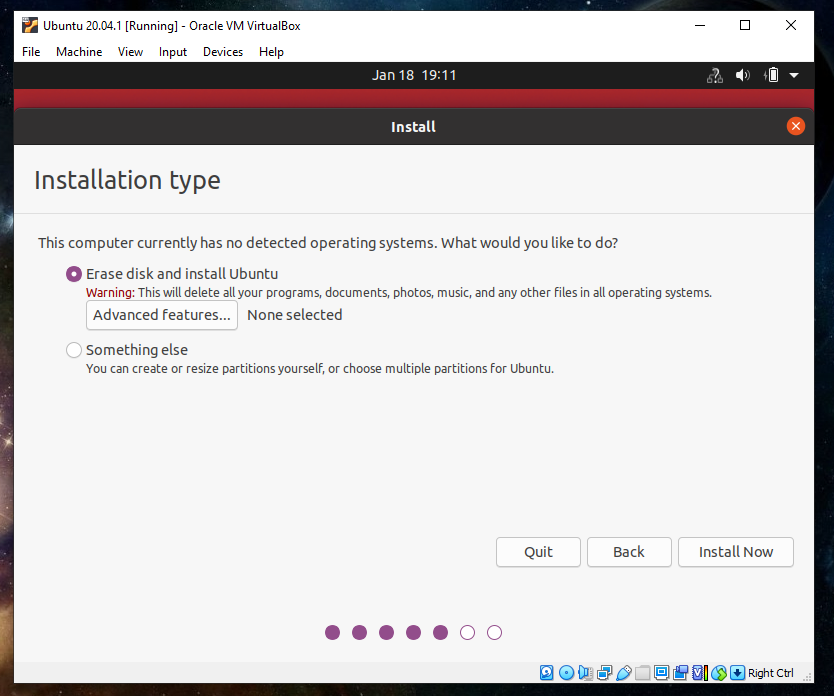 Ubuntu 20.04.1 [Running] - Oracle VM VirtualBox
File Machine View Input Devices Help
Jan 18 19:11
Install
Installation type
This computer currently has no detected operating systems. What would you like to do?
Erase disk and install Ubuntu
Warning: This will delete all your programs, documents, photos, music, and any other files in all operating systems.
Advanced features... None selected
Something else
You can create or resize partitions yourself, or choose multiple partitions for Ubuntu.
Quit Back Install Now
Right Ctrl